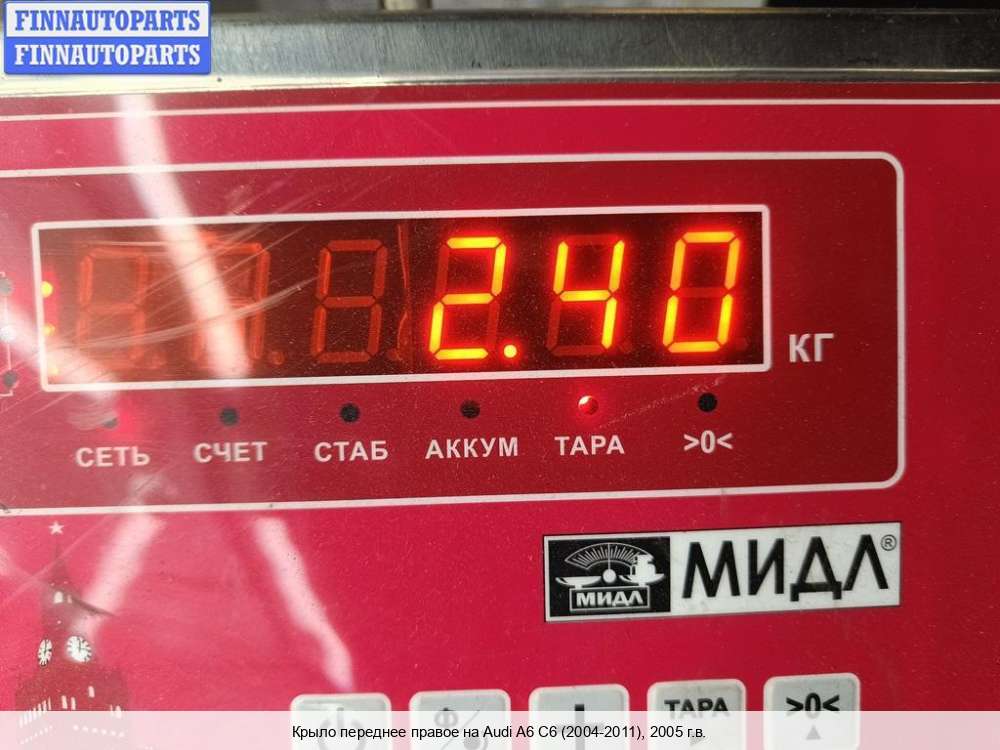 FINNAUTOPARTS
FINNAUTOPARTS
2.40
КГ
СЕТЬ СЧЕТ СТАБ АККУМ ТАРА >0<
МИДЛ МИДЛ®
ТАРА >0<
Крыло переднее правое на Audi A6 C6 (2004-2011), 2005 г.в.